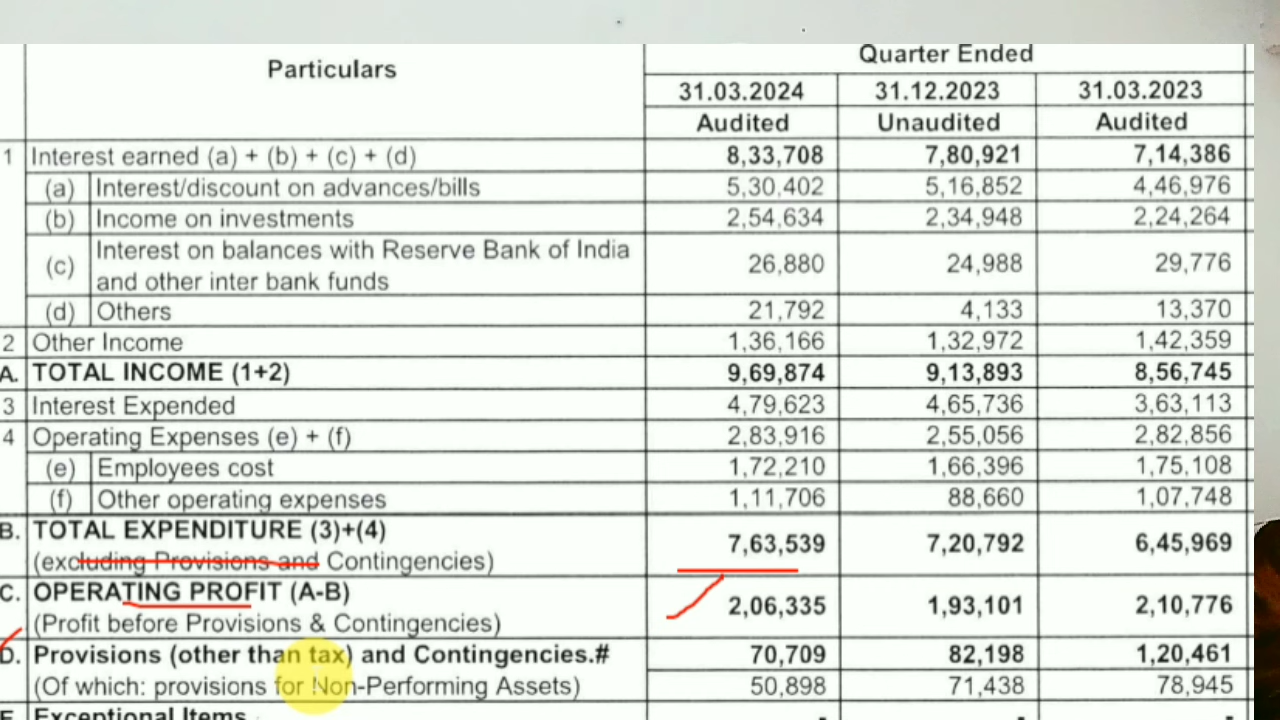 Particulars Quarter Ended
31.03.2024 31.12.2023 31.03.2023
Audited Unaudited Audited
1 Interest earned (a) + (b) + (c) + (d) 8,33,708 7,80,921 7,14,386
(a) Interest/discount on advances/bills 5,30,402 5,16,852 4,46,976
(b) Income on investments 2,54,634 2,34,948 2,24,264
(c) Interest on balances with Reserve Bank of India
and other inter bank funds 26,880 24,988 29,776
(d) Others 21,792 4,133 13,370
2 Other Income 1,36,166 1,32,972 1,42,359
A. TOTAL INCOME (1+2) 9,69,874 9,13,893 8,56,745
3 Interest Expended 4,79,623 4,65,736 3,63,113
4 Operating Expenses (e) + (f) 2,83,916 2,55,056 2,82,856
(e) Employees cost 1,72,210 1,66,396 1,75,108
(f) Other operating expenses 1,11,706 88,660 1,07,748
B. TOTAL EXPENDITURE (3)+(4)
(excluding Provisions and Contingencies) 7,63,539 7,20,792 6,45,969
C. OPERATING PROFIT (A-B)
(Profit before Provisions & Contingencies) 2,06,335 1,93,101 2,10,776
D. Provisions (other than tax) and Contingencies.# 70,709 82,198 1,20,461
(Of which: provisions for Non-Performing Assets) 50,898 71,438 78,945
E. Exceptional Items - - -